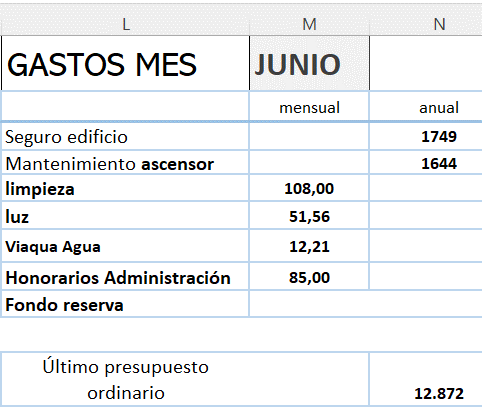 L M N
GASTOS MES JUNIO
mensual anual
Seguro edificio 1749
Mantenimiento ascensor 1644
limpieza 108,00
luz 51,56
Viaqua Agua 12,21
Honorarios Administración 85,00
Fondo reserva
Último presupuesto
ordinario 12.872